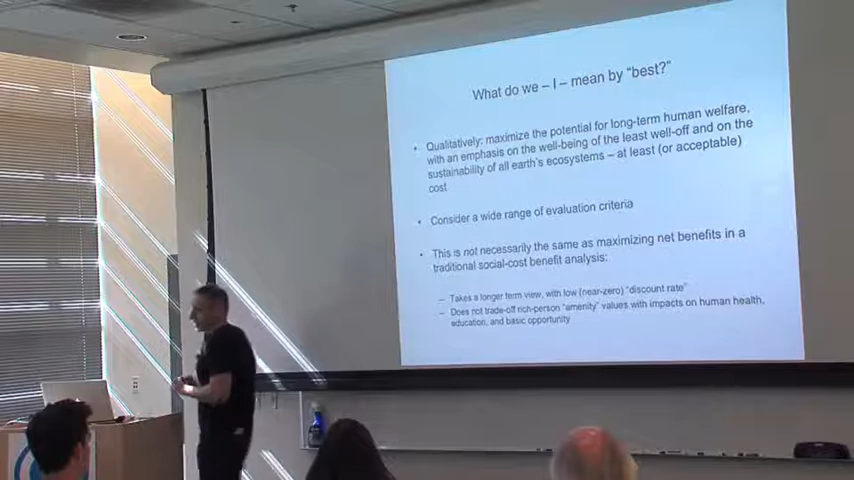 What do we – I – mean by "best?"
• Qualitatively: maximize the potential for long-term human welfare,
with an emphasis on the well-being of the least well-off and on the
sustainability of all earth's ecosystems – at least (or acceptable)
cost
• Consider a wide range of evaluation criteria
• This is not necessarily the same as maximizing net benefits in a
traditional social-cost benefit analysis:
– Takes a longer term view, with low (near-zero) "discount rate"
– Does not trade-off rich-person "amenity" values with impacts on human health,
education, and basic opportunity